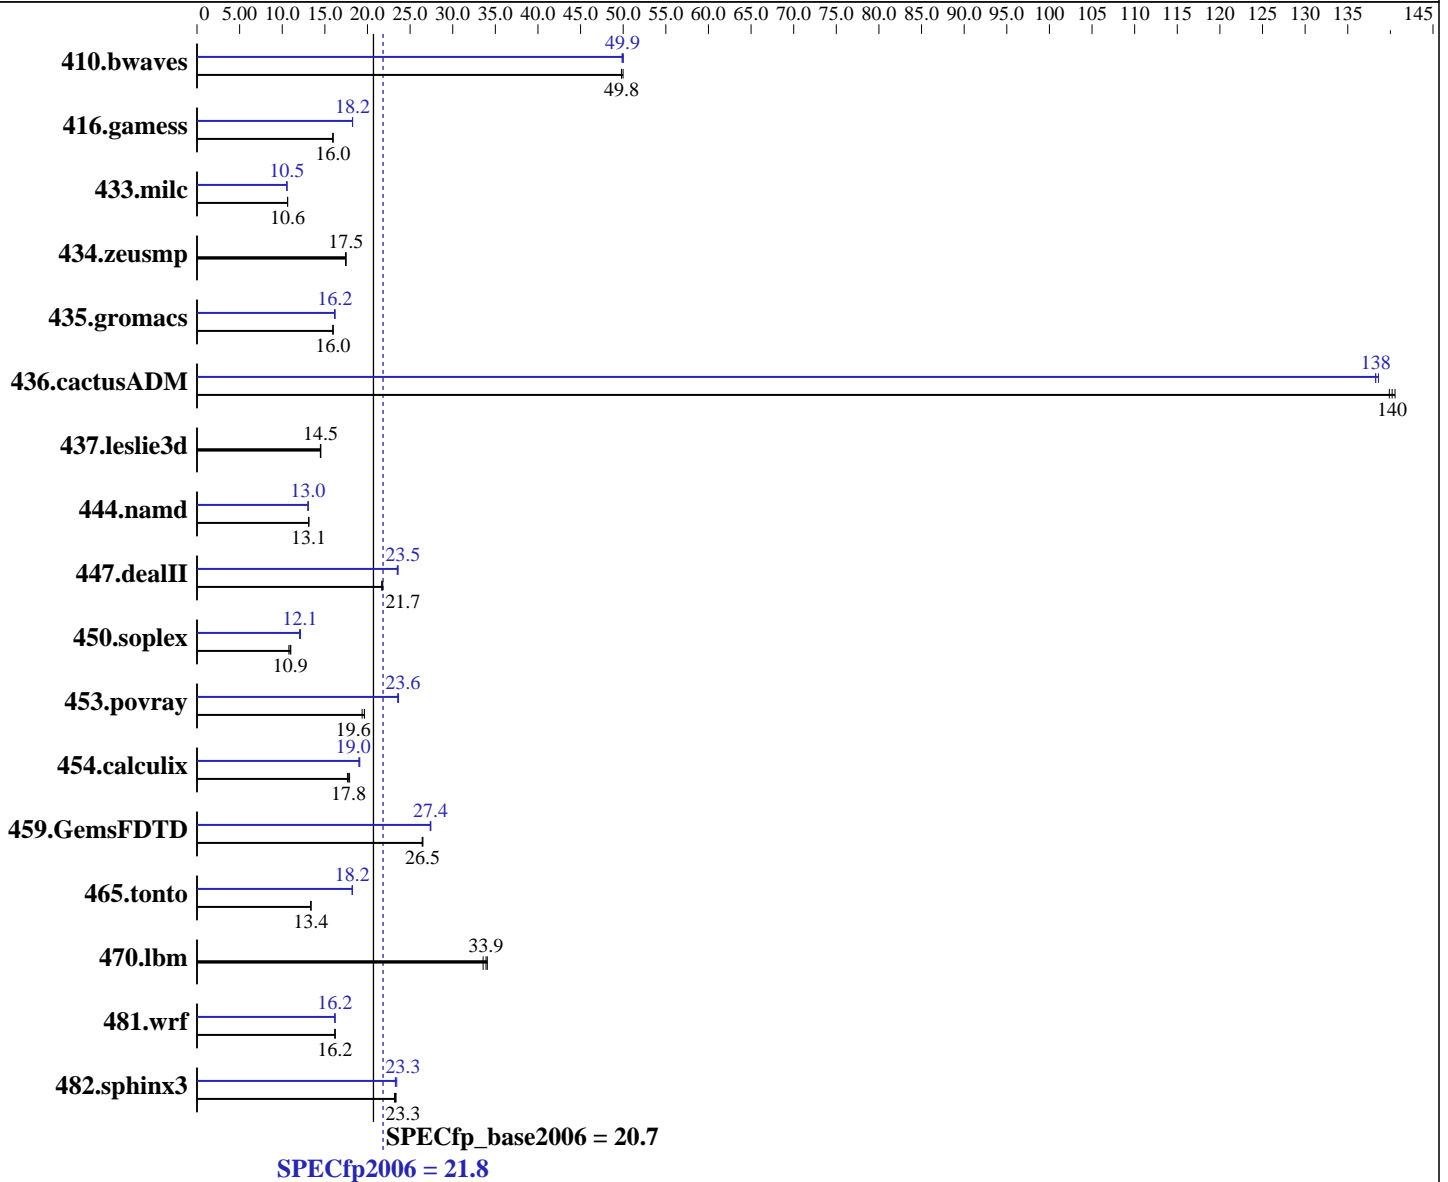 0 5.00 10.0 15.0 20.0 25.0 30.0 35.0 40.0 45.0 50.0 55.0 60.0 65.0 70.0 75.0 80.0 85.0 90.0 95.0 100 105 110 115 120 125 130 135 145
49.9
410.bwaves
49.8
18.2
416.gamess
16.0
10.5
433.milc
10.6
17.5
434.zeusmp
16.2
435.gromacs
16.0
138
436.cactusADM
140
14.5
437.leslie3d
13.0
444.namd
13.1
23.5
447.dealII
21.7
12.1
450.soplex
10.9
23.6
453.povray
19.6
19.0
454.calculix
17.8
27.4
459.GemsFDTD
26.5
18.2
465.tonto
13.4
33.9
470.lbm
16.2
481.wrf
16.2
23.3
482.sphinx3
23.3
SPECfp_base2006 = 20.7
SPECfp2006 = 21.8